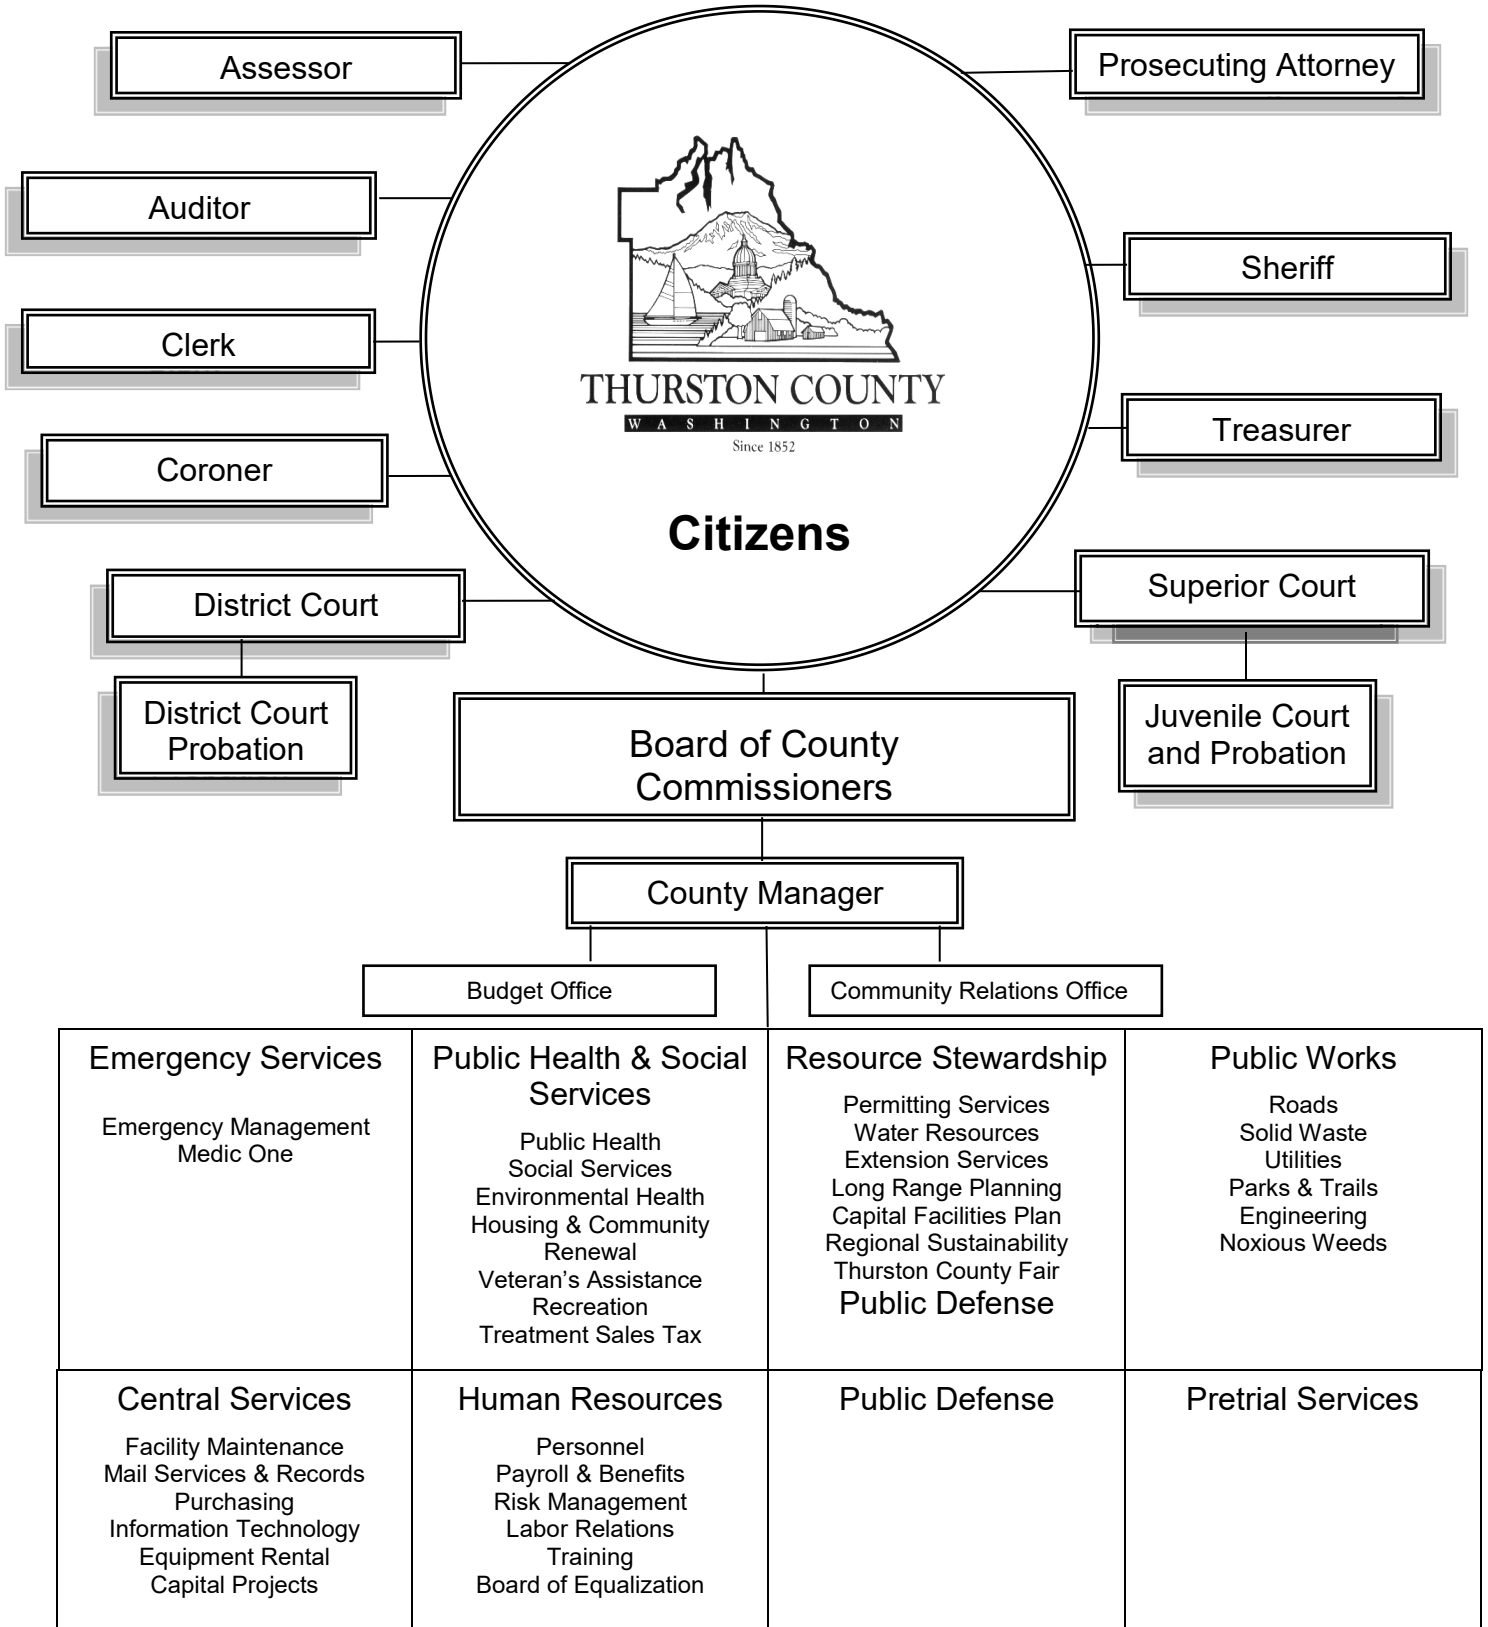 Assessor
Prosecuting Attorney
Auditor
Sheriff
Clerk
Treasurer
Coroner
THURSTON COUNTY
WASHINGTON
Since 1852
Citizens
District Court
Superior Court
District Court
Probation
Juvenile Court
and Probation
Board of County
Commissioners
County Manager
Budget Office
Community Relations Office
Emergency Services
Emergency Management
Medic One
Public Health & Social
Services
Public Health
Social Services
Environmental Health
Housing & Community
Renewal
Veteran’s Assistance
Recreation
Treatment Sales Tax
Resource Stewardship
Permitting Services
Water Resources
Extension Services
Long Range Planning
Capital Facilities Plan
Regional Sustainability
Thurston County Fair
Public Defense
Public Works
Roads
Solid Waste
Utilities
Parks & Trails
Engineering
Noxious Weeds
Central Services
Facility Maintenance
Mail Services & Records
Purchasing
Information Technology
Equipment Rental
Capital Projects
Human Resources
Personnel
Payroll & Benefits
Risk Management
Labor Relations
Training
Board of Equalization
Public Defense
Pretrial Services